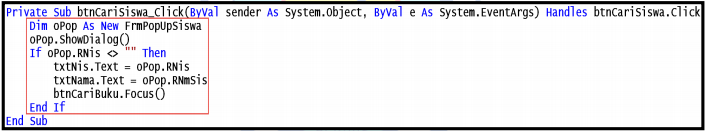 Private Sub btnCariSiswa_Click(ByVal sender As System.Object, ByVal e As System.EventArgs) Handles btnCariSiswa.Click
Dim oPop As New FrmPopUpSiswa
oPop.ShowDialog()
If oPop.RNis <> "" Then
txtNis.Text = oPop.RNis
txtNama.Text = oPop.RNmSis
btnCariBuku.Focus()
End If
End Sub